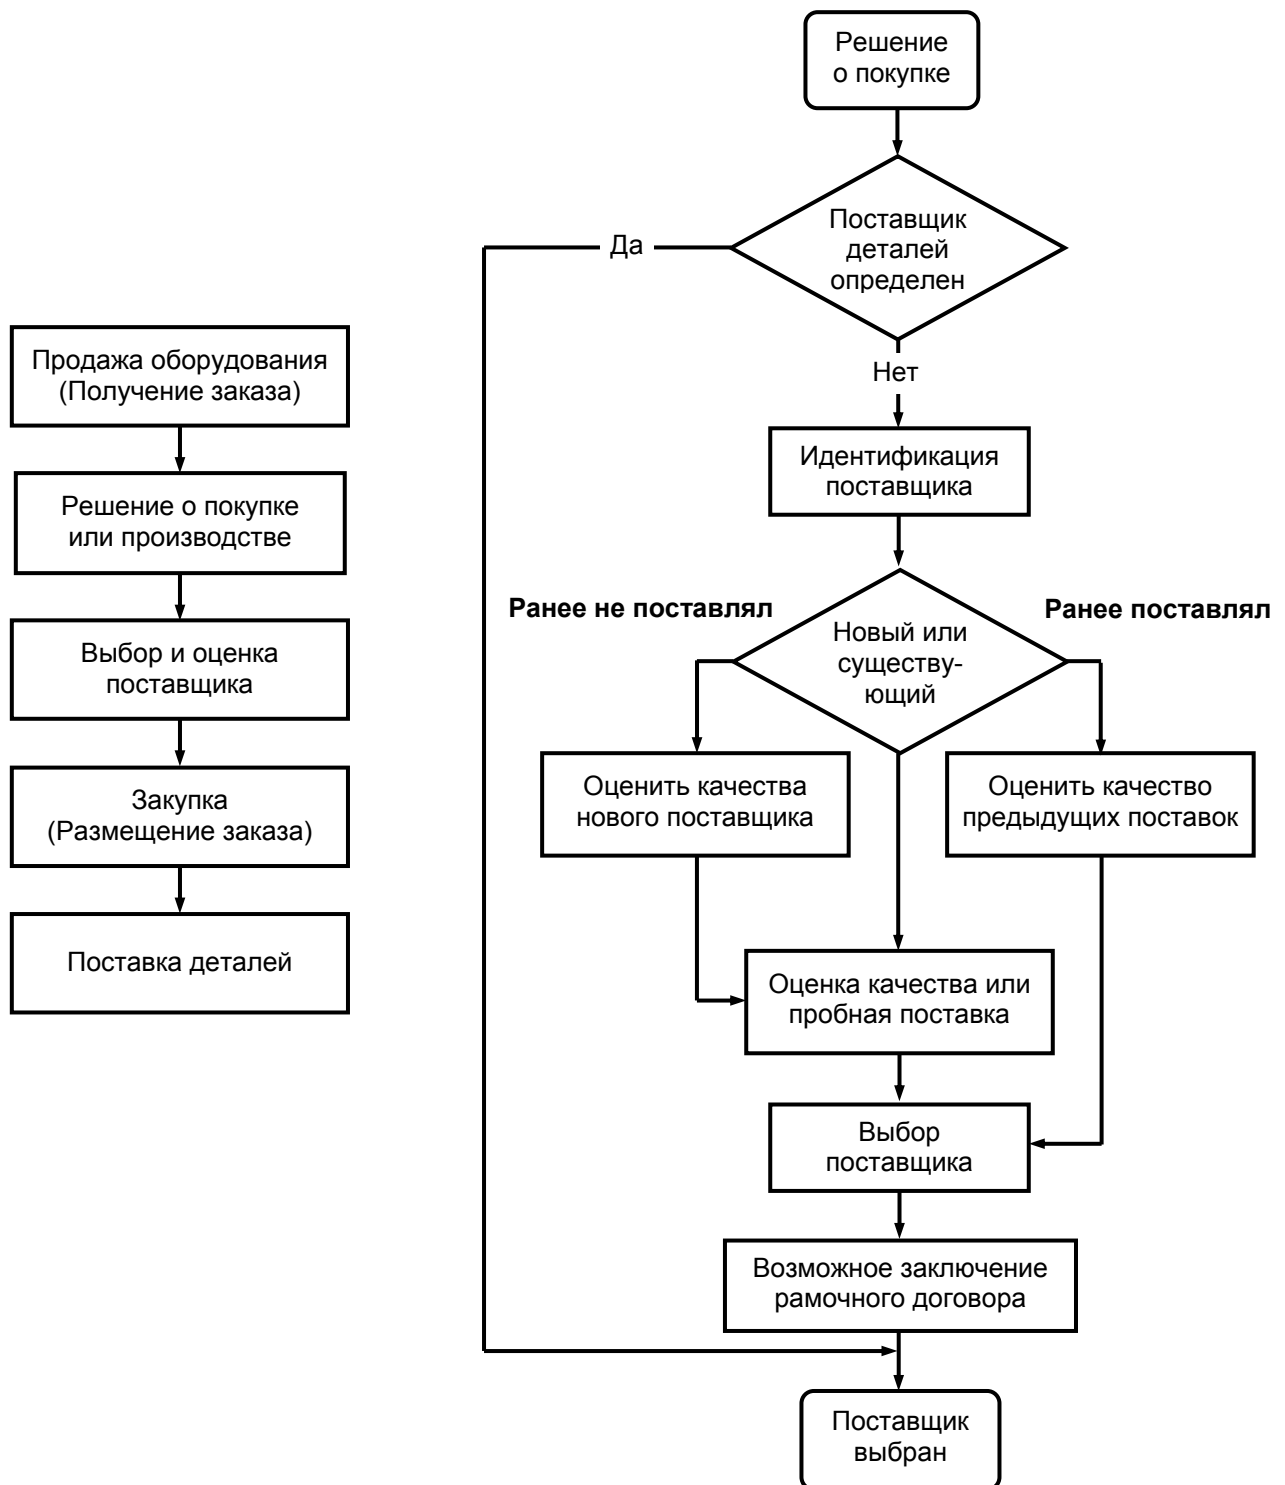 Продажа оборудования
(Получение заказа)
Решение о покупке
или производстве
Выбор и оценка
поставщика
Закупка
(Размещение заказа)
Поставка деталей
Решение
о покупке
Поставщик
деталей
определен
Да
Нет
Идентификация
поставщика
Ранее не поставлял
Новый или
существу-
ющий
Ранее поставлял
Оценить качества
нового поставщика
Оценить качество
предыдущих поставок
Оценка качества или
пробная поставка
Выбор
поставщика
Возможное заключение
рамочного договора
Поставщик
выбран